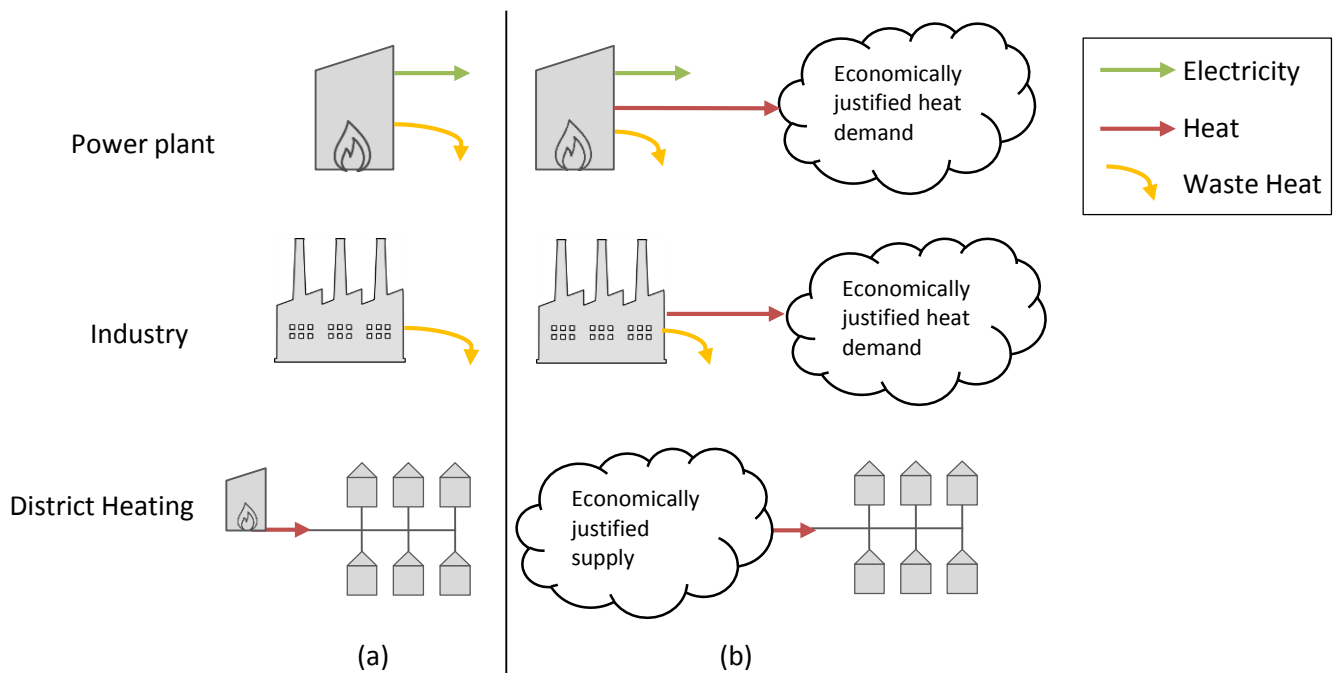 Power plant
Economically
justified heat
demand
Electricity
Heat
Waste Heat
Industry
Economically
justified heat
demand
District Heating
Economically
justified
supply
(a)
(b)